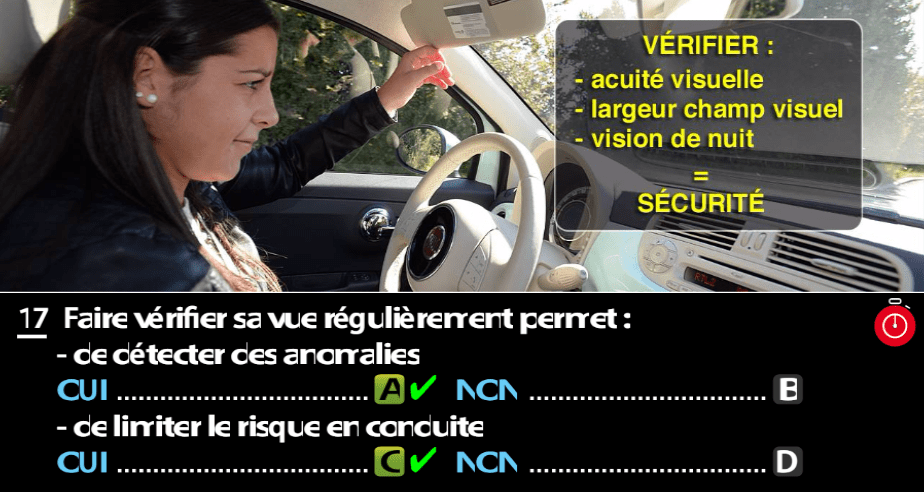 VÉRIFIER :
- acuité visuelle
- largeur champ visuel
- vision de nuit
=
SÉCURITÉ
17 Faire vérifier sa vue régulièrement permet :
- de détecter des anomalies
OUI .................................. A ✔ NON ................................ B
- de limiter le risque en conduite
OUI .................................. C ✔ NON ................................ D